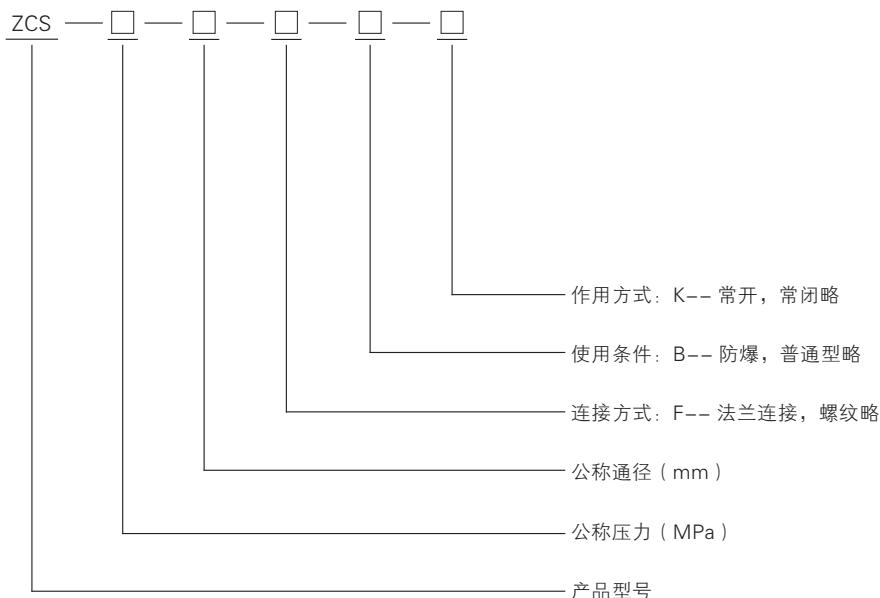 ZCS — □ — □ — □ — □ — □
作用方式：K-- 常开，常闭略
使用条件：B-- 防爆，普通型略
连接方式：F-- 法兰连接，螺纹略
公称通径（mm）
公称压力（MPa）
产品型号